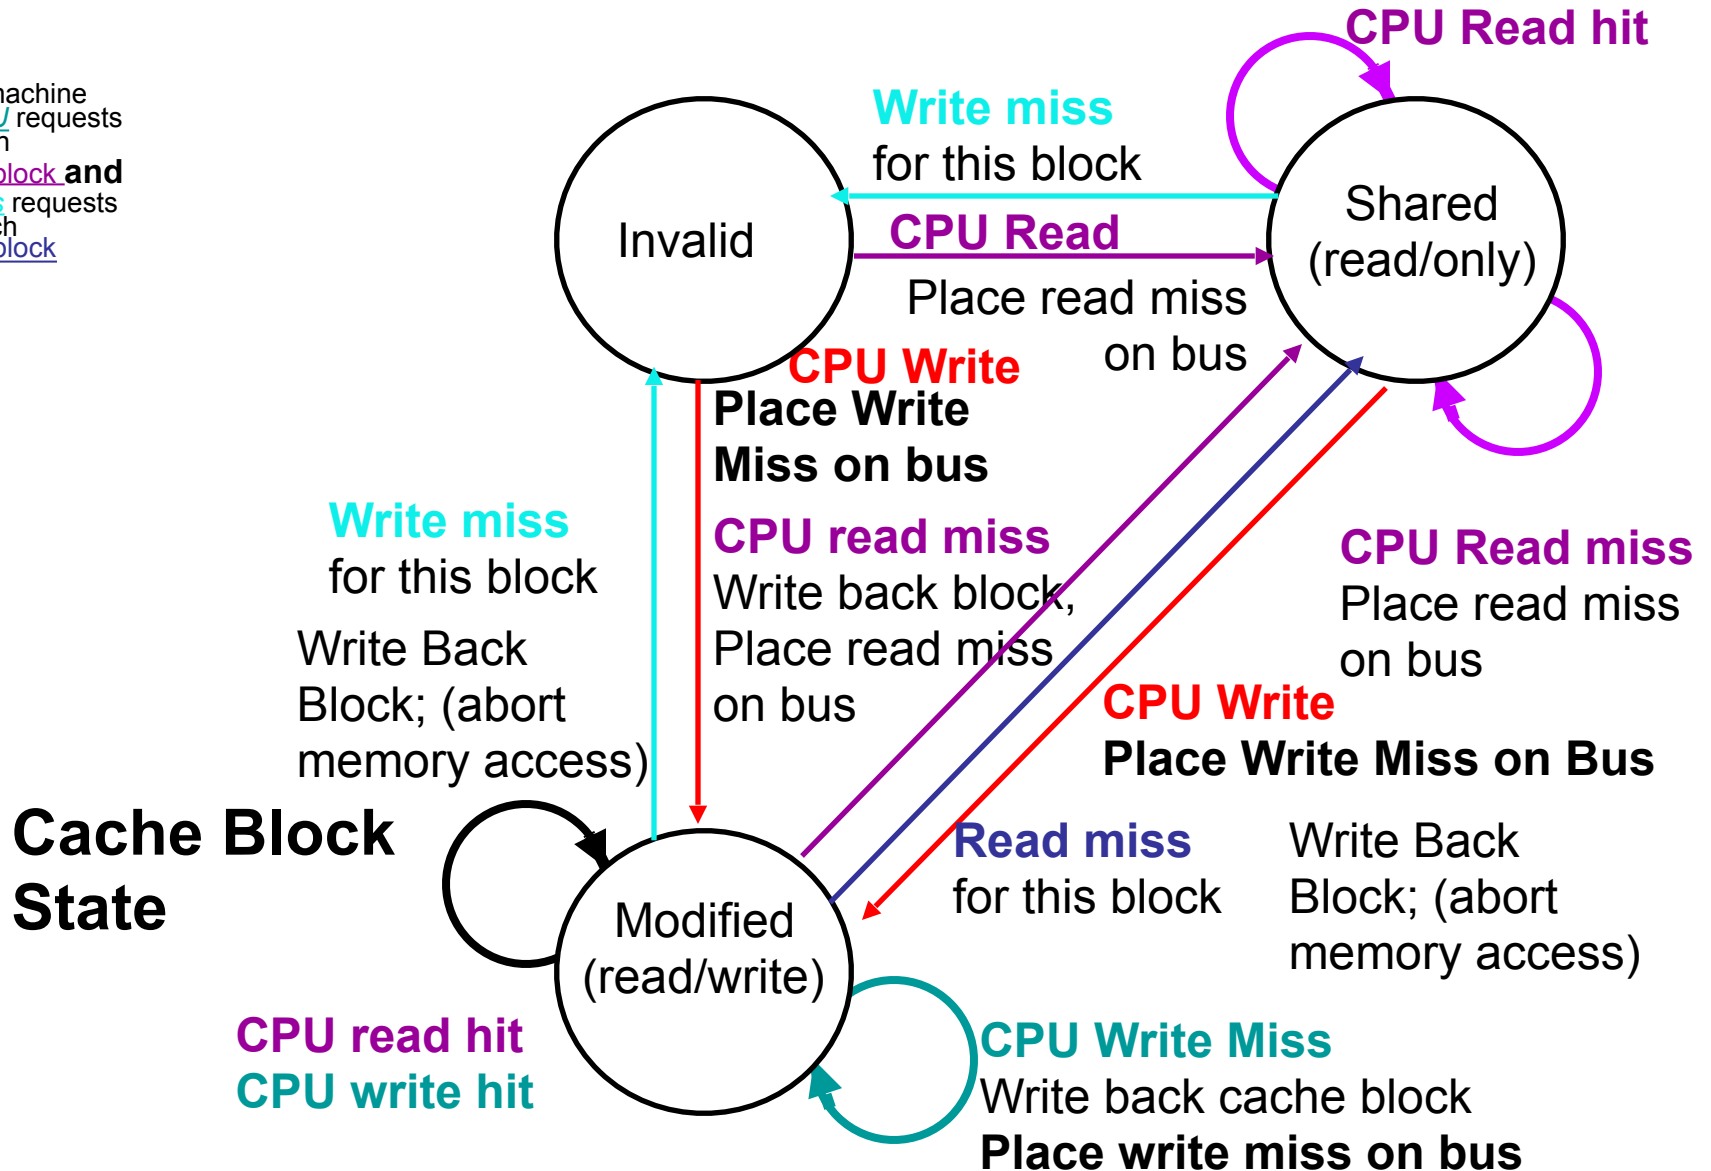 CPU Read hit
requests
block and
requests
block
Write miss
for this block
Invalid
Shared
(read/only)
CPU Read
Place read miss
on bus
CPU Write
Place Write
Miss on bus
Write miss
for this block
Write Back
Block; (abort
memory access)
CPU read miss
Write back block,
Place read miss
on bus
CPU Read miss
Place read miss
on bus
CPU Write
Place Write Miss on Bus
Cache Block
State
Read miss
for this block
Write Back
Block; (abort
memory access)
Modified
(read/write)
CPU read hit
CPU write hit
CPU Write Miss
Write back cache block
Place write miss on bus